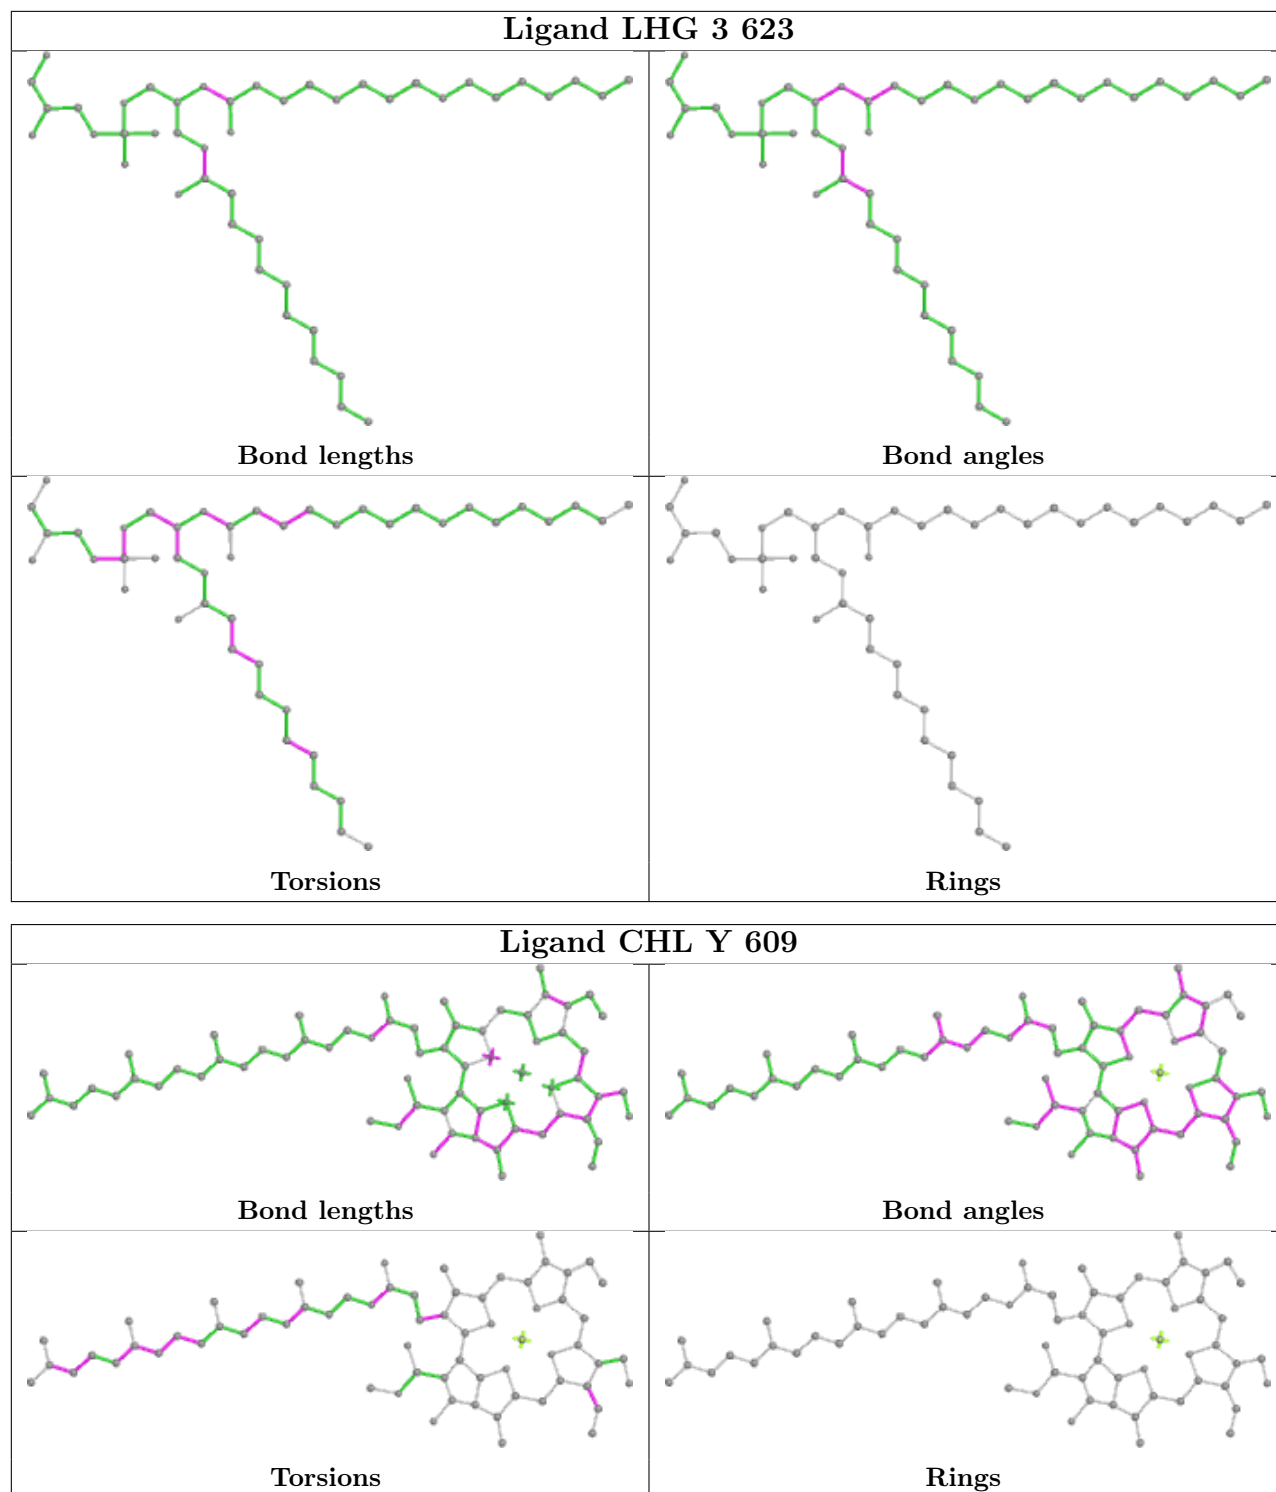 Ligand LHG 3 623
Bond lengths
Bond angles
Torsions
Rings
Ligand CHL Y 609
Bond lengths
Bond angles
Torsions
Rings